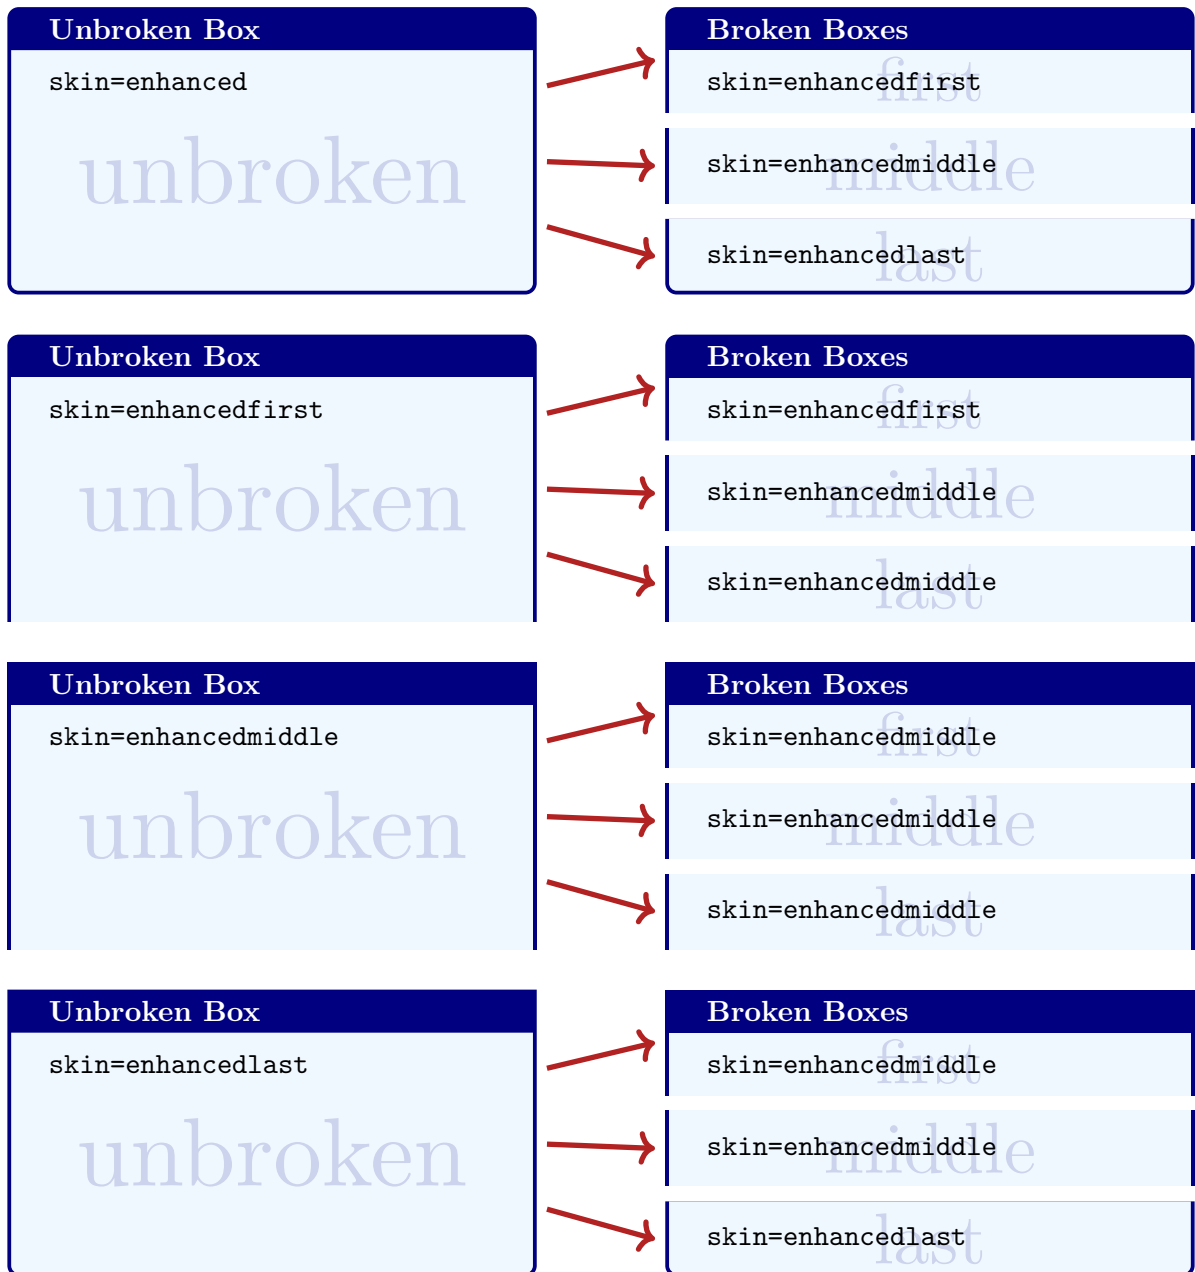 Unbroken Box
skin=enhanced
unbroken
Broken Boxes
first
skin=enhancedfirst
middle
skin=enhancedmiddle
last
skin=enhancedlast
Unbroken Box
skin=enhancedfirst
unbroken
Broken Boxes
first
skin=enhancedfirst
middle
skin=enhancedmiddle
last
skin=enhancedmiddle
Unbroken Box
skin=enhancedmiddle
unbroken
Broken Boxes
first
skin=enhancedmiddle
middle
skin=enhancedmiddle
last
skin=enhancedmiddle
Unbroken Box
skin=enhancedlast
unbroken
Broken Boxes
first
skin=enhancedmiddle
middle
skin=enhancedmiddle
last
skin=enhancedlast